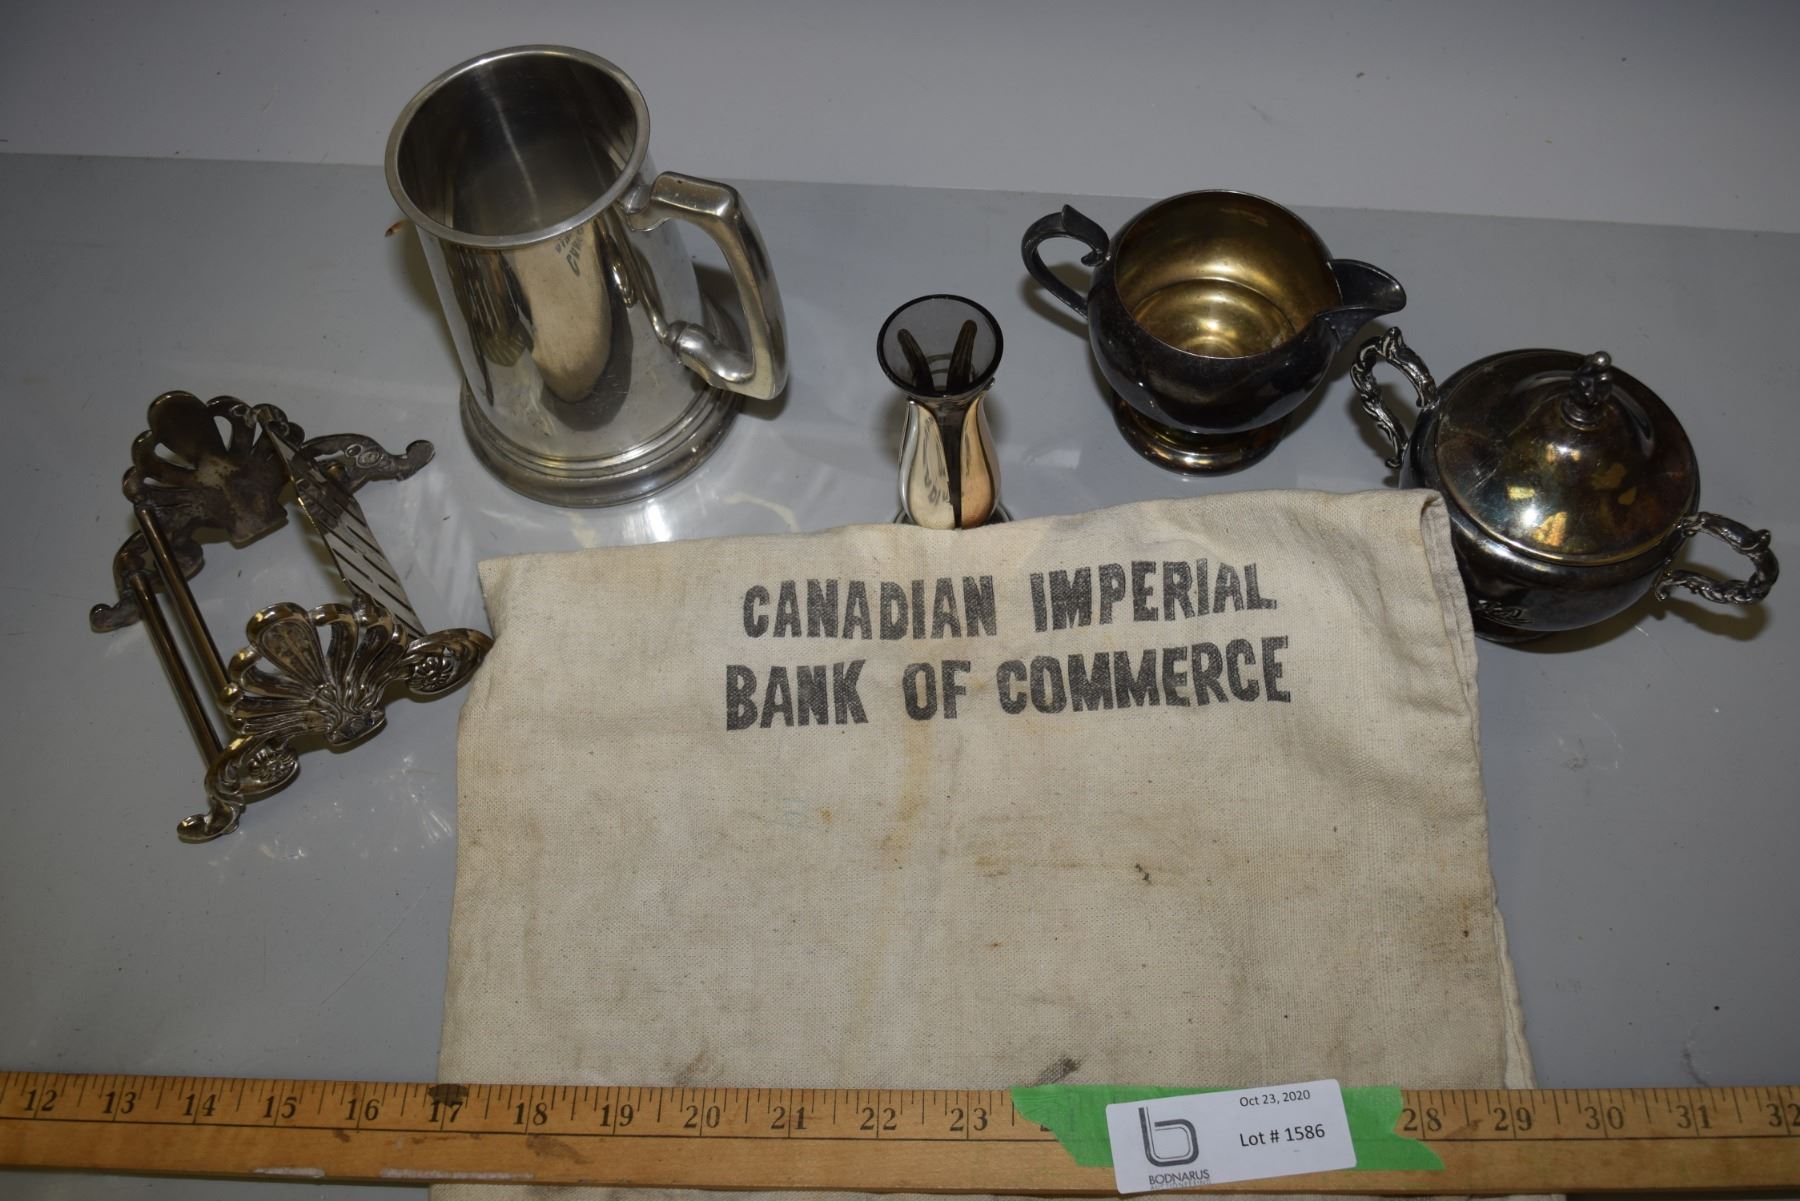 CANADIAN IMPERIAL
BANK OF COMMERCE
12 13 14 15 16 17 18 19 20 21 22 23 28 29 30 31 32
Oct 23, 2020
Lot # 1586
b
BODNARUS
AUCTIONEERING